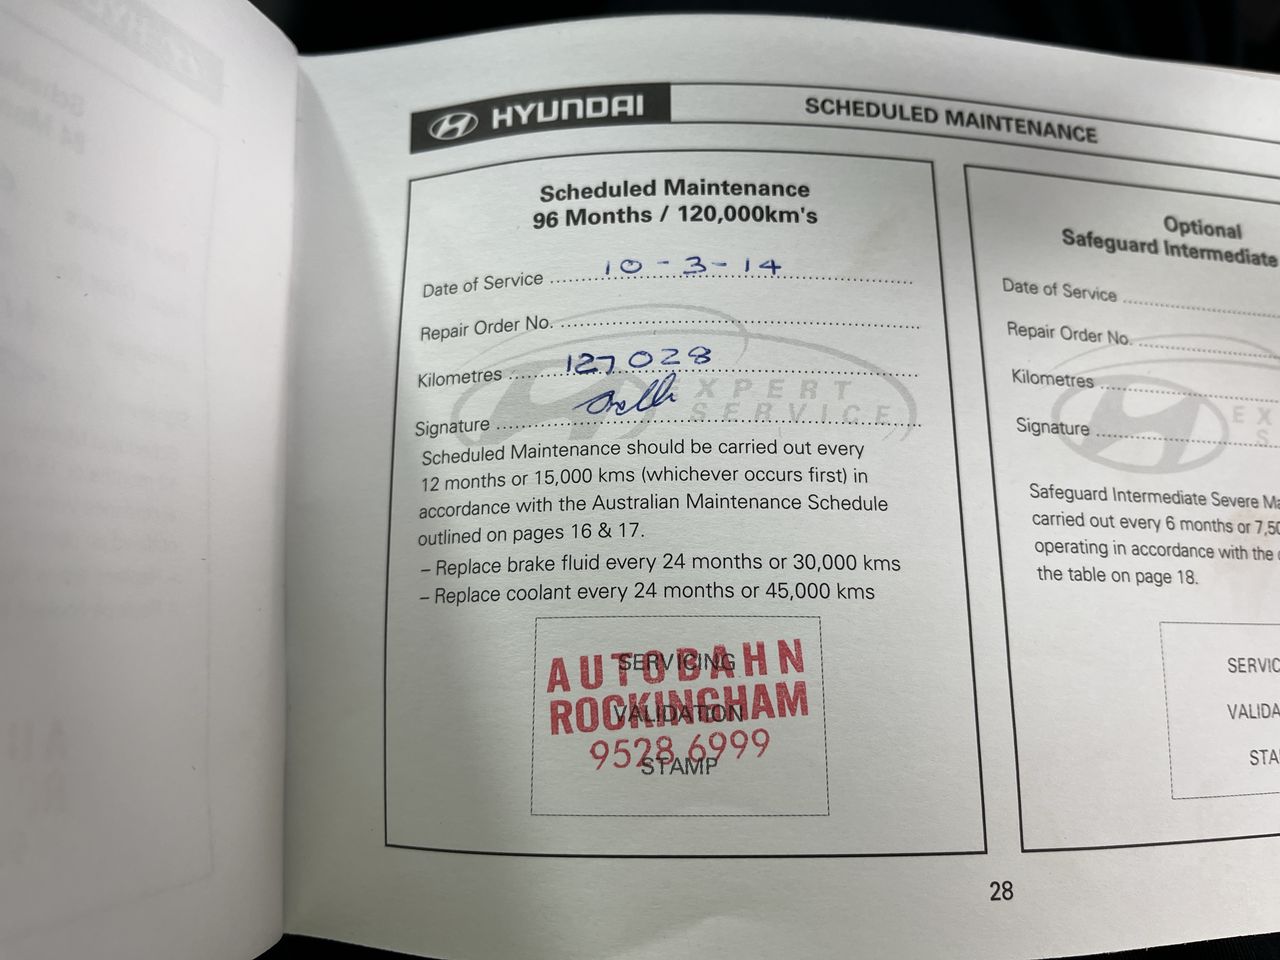 HYUNDAI
SCHEDULED MAINTENANCE
Scheduled Maintenance
96 Months / 120,000km's
Date of Service 10-3-14
Repair Order No.
Kilometres 127028
EXPERT
SERVICE
Signature
Scheduled Maintenance should be carried out every
12 months or 15,000 kms (whichever occurs first) in
accordance with the Australian Maintenance Schedule
outlined on pages 16 & 17.
– Replace brake fluid every 24 months or 30,000 kms
– Replace coolant every 24 months or 45,000 kms
SERVICING
VALIDATION
STAMP
AUTOBAHN
ROCKINGHAM
9528 6999
Optional
Safeguard Intermediate
Date of Service
Repair Order No.
Kilometres
Signature
Safeguard Intermediate Severe
carried out every 6 months or
operating in accordance with the
the table on page 18.
28